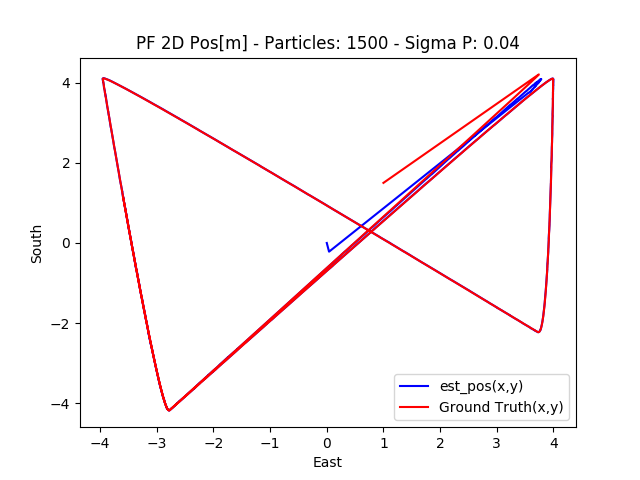 PF 2D Pos[m] - Particles: 1500 - Sigma P: 0.04
4
2
0
−2
−4
South
−4
−3
−2
−1
0
1
2
3
4
East
est_pos(x,y)
Ground Truth(x,y)